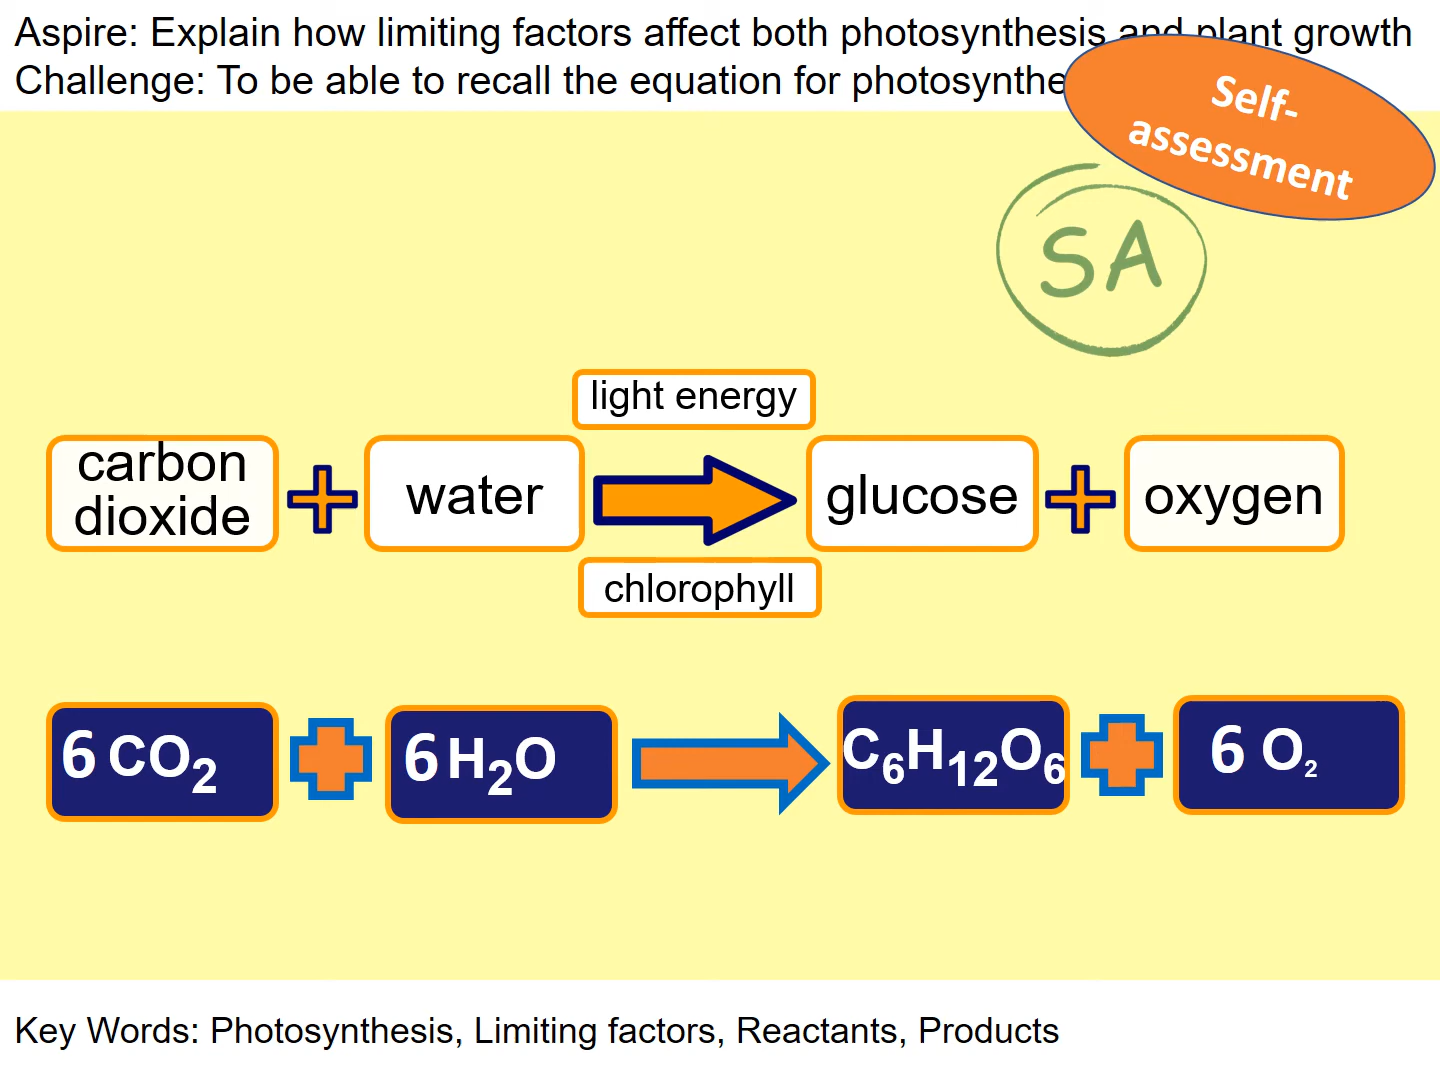 Aspire: Explain how limiting factors affect both photosynthesis and plant growth
Challenge: To be able to recall the equation for
Self-
assessment
SA
light energy
carbon
dioxide
water
glucose
oxygen
chlorophyll
6 CO₂
6 H₂O
C₆H₁₂O₆
6 O₂
Key Words: Photosynthesis, Limiting factors, Reactants, Products